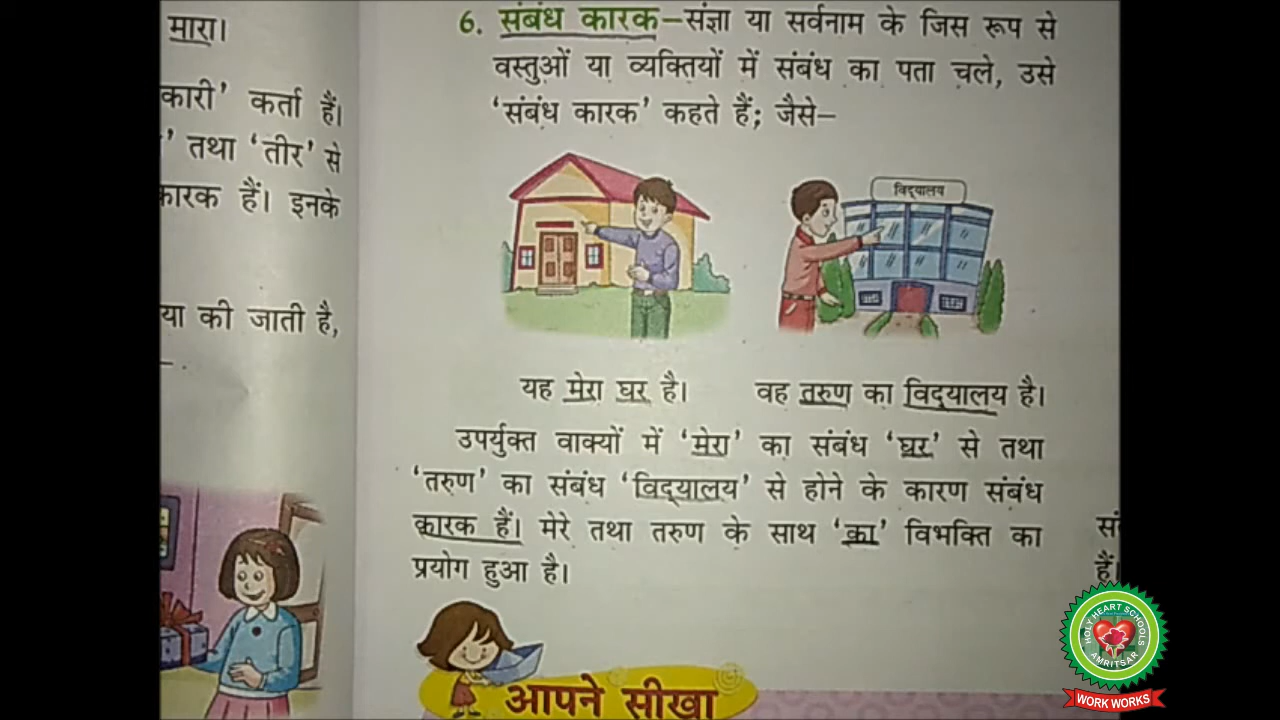 मारा।
कारी' कर्ता हैं।
' तथा 'तीर' से
कारक हैं। इनके
या की जाती है,
6. संबंध कारक–संज्ञा या सर्वनाम के जिस रूप से
वस्तुओं या व्यक्तियों में संबंध का पता चले, उसे
'संबंध कारक' कहते हैं; जैसे–
विद्यालय
यह मेरा घर है।
वह तरुण का विद्यालय है।
उपर्युक्त वाक्यों में 'मेरा' का संबंध 'घर' से तथा
'तरुण' का संबंध 'विद्यालय' से होने के कारण संबंध
कारक हैं। मेरे तथा तरुण के साथ 'का' विभक्ति का
प्रयोग हुआ है।
आपने सीखा
हैं।
HOLY HEART SCHOOLS
AMRITSAR
WORK WORKS